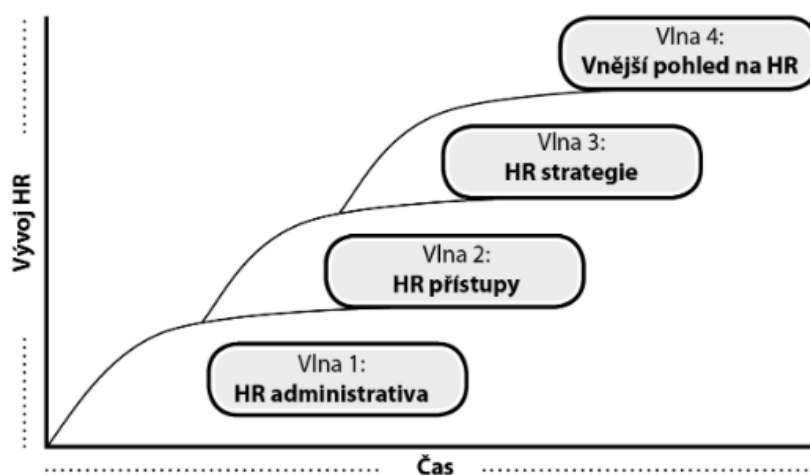 Vlna 4:
Vnější pohled na HR
Vlna 3:
HR strategie
Vlna 2:
HR přístupy
Vlna 1:
HR administrativa
Vývoj HR
Čas